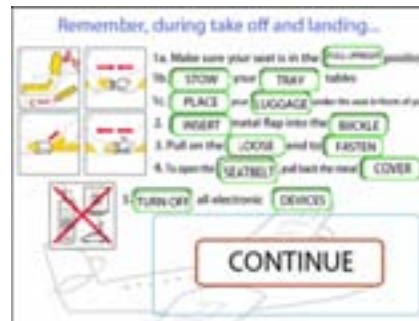 Remember, during take off and landing...
1a. Make sure your seat is in the FULL UPRIGHT position
1b. STOW your TRAY tables
1c. PLACE your LUGGAGE under the seat in front of you
2. INSERT metal flap into the BUCKLE
3. Pull on the LOOSE end to FASTEN
4. To open the SEATBELT pull back the metal COVER
5. TURN OFF all electronic DEVICES
CONTINUE